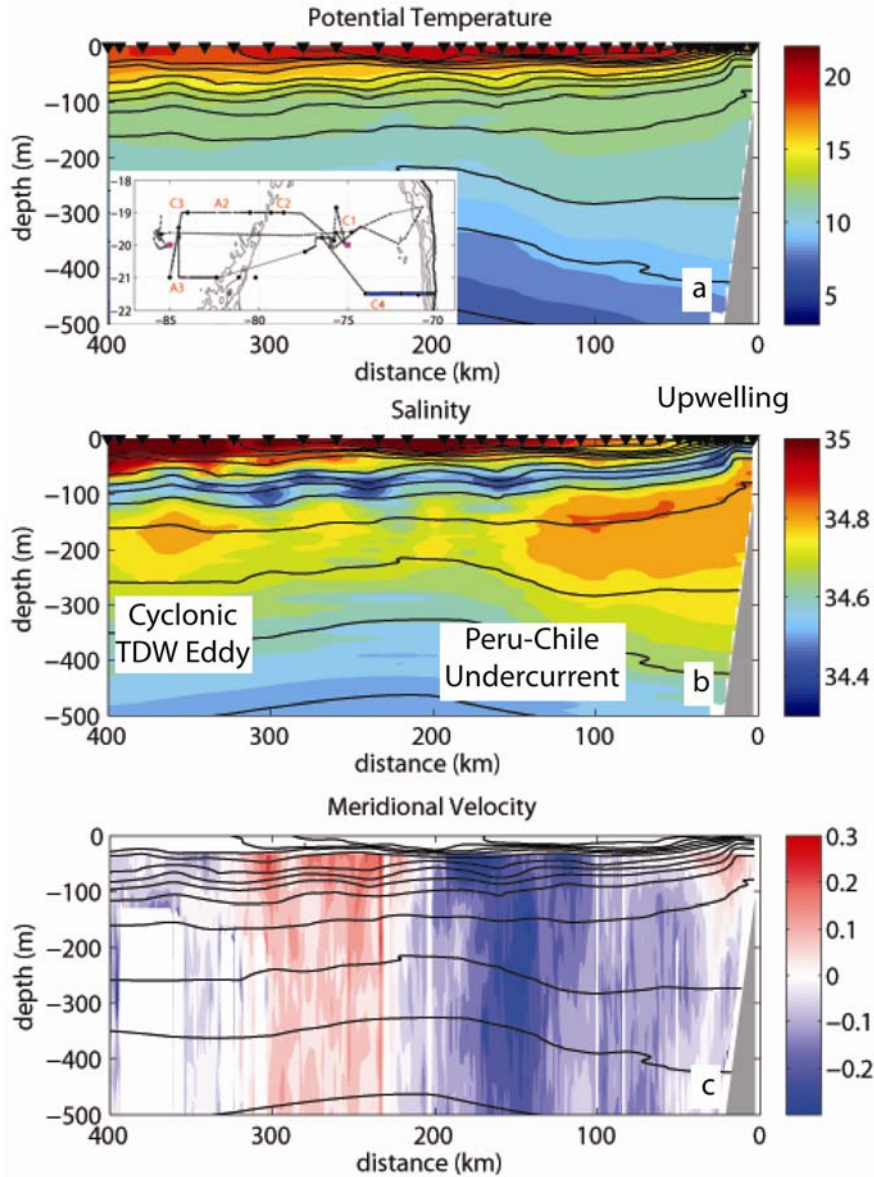 Potential Temperature
0
−100
−200
−300
−400
−500
depth (m)
400
300
200
100
0
distance (km)
20
15
10
5
a
−18
−19
−20
−21
−22
−85
−80
−75
−70
C3
A2
C2
C1
A3
C4
Upwelling
Salinity
0
−100
−200
−300
−400
−500
depth (m)
Cyclonic
TDW Eddy
Peru-Chile
Undercurrent
b
400
300
200
100
0
distance (km)
35
34.8
34.6
34.4
Meridional Velocity
0
−100
−200
−300
−400
−500
depth (m)
c
400
300
200
100
0
distance (km)
0.3
0.2
0.1
0
−0.1
−0.2